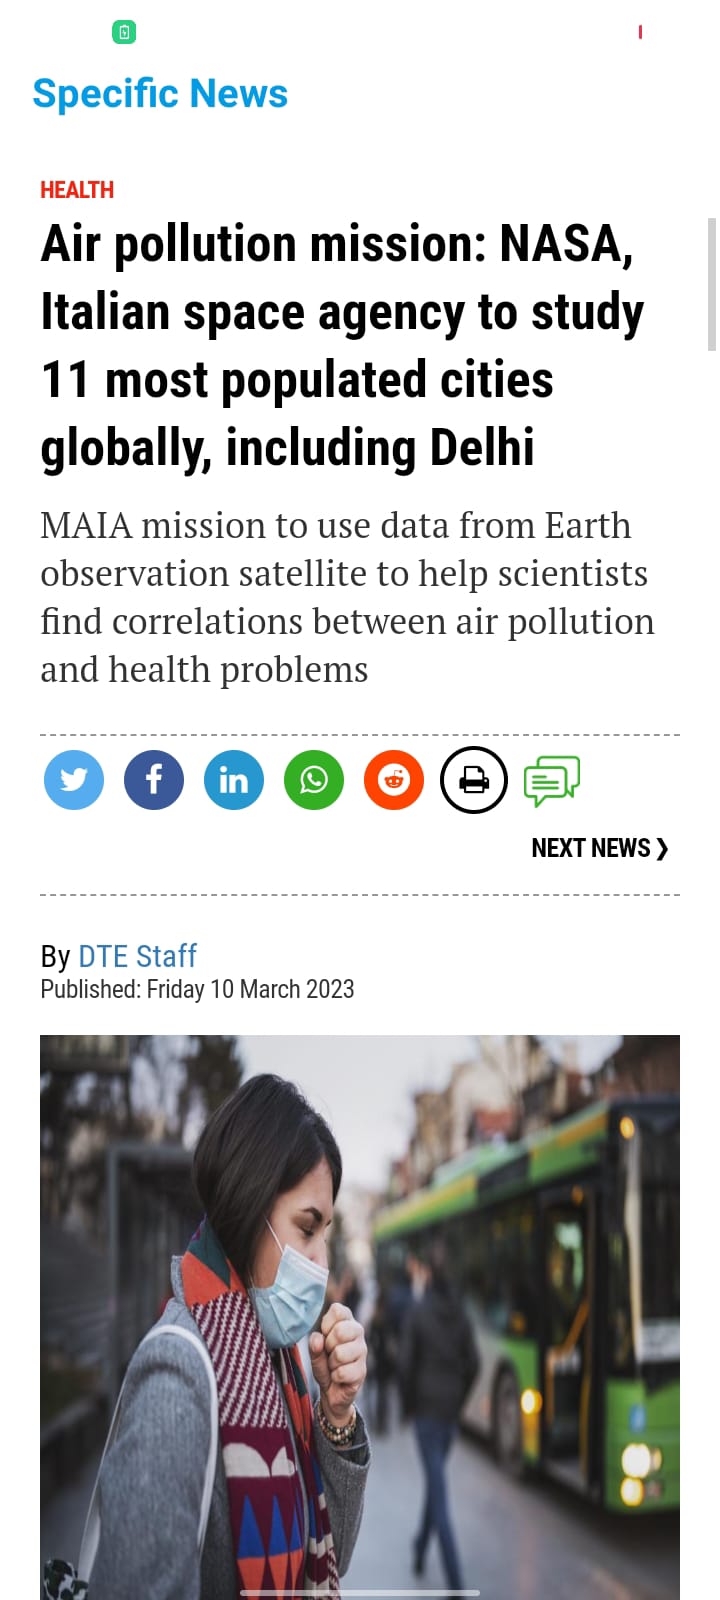 Specific News
HEALTH
Air pollution mission: NASA,
Italian space agency to study
11 most populated cities
globally, including Delhi
MAIA mission to use data from Earth
observation satellite to help scientists
find correlations between air pollution
and health problems
NEXT NEWS ❯
By DTE Staff
Published: Friday 10 March 2023